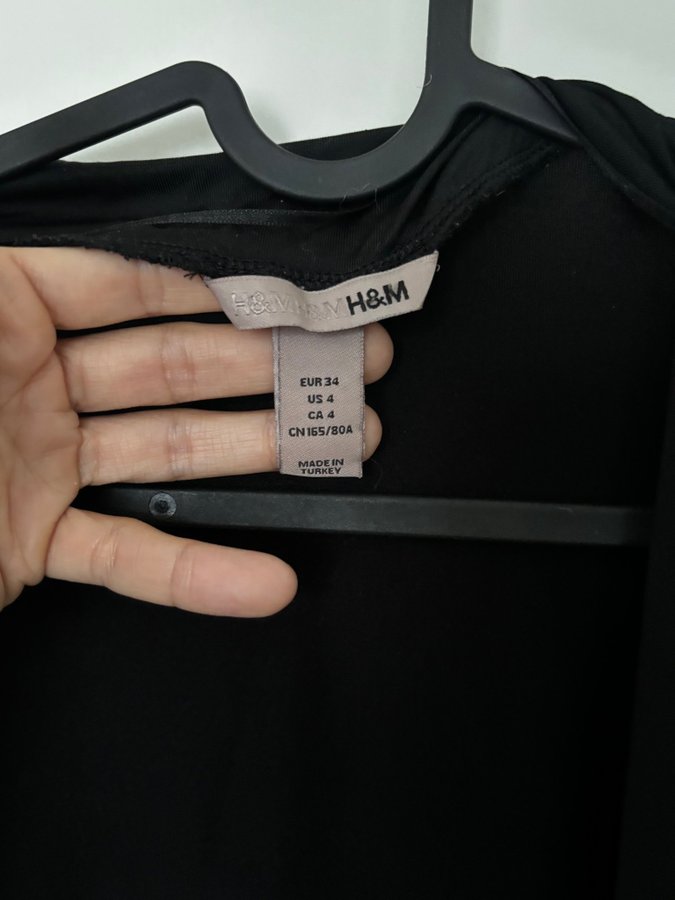 H&M H&M H&M
EUR 34
US 4
CA 4
CN 165/80A
MADE IN
TURKEY